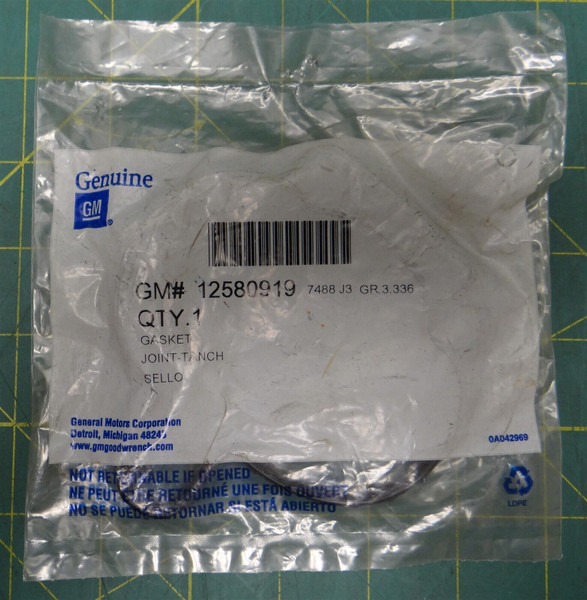 Genuine
GM®
GM# 12580919 7488 J3 GR.3.336
QTY.1
GASKET
JOINT-TANCH
SELLO
General Motors Corporation
Detroit, Michigan 48245
www.gmgoodwrench.com
0A042969
NOT RETURNABLE IF OPENED
NE PEUT ÊTRE RETOURNÉ UNE FOIS OUVERT
NO SE PUEDE RETORNAR SI ESTÁ ABIERTO
LDPE